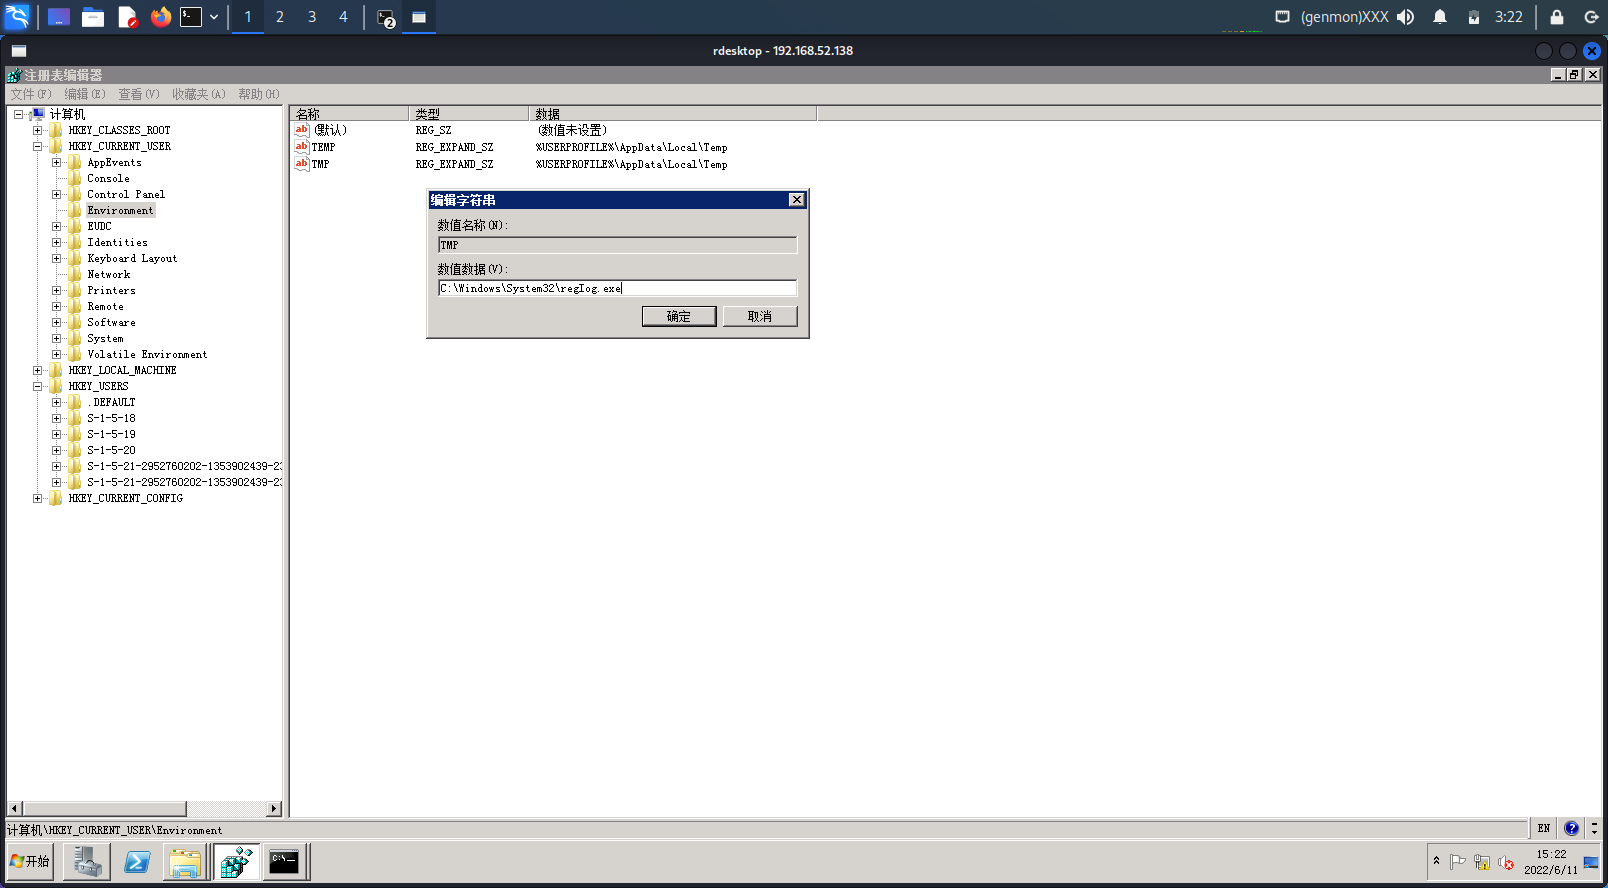 1 2 3 4 2 (genmon)XXX 3:22
rdesktop - 192.168.52.138
注册表编辑器
文件(F) 编辑(E) 查看(V) 收藏夹(A) 帮助(H)
计算机
HKEY_CLASSES_ROOT
HKEY_CURRENT_USER
AppEvents
Console
Control Panel
Environment
EUDC
Identities
Keyboard Layout
Network
Printers
Remote
Software
System
Volatile Environment
HKEY_LOCAL_MACHINE
HKEY_USERS
.DEFAULT
S-1-5-18
S-1-5-19
S-1-5-20
S-1-5-21-2952760202-1353902439-23
S-1-5-21-2952760202-1353902439-23
HKEY_CURRENT_CONFIG
名称 类型 数据
(默认) REG_SZ (数值未设置)
TEMP REG_EXPAND_SZ %USERPROFILE%\AppData\Local\Temp
TMP REG_EXPAND_SZ %USERPROFILE%\AppData\Local\Temp
编辑字符串
数值名称(N):
TMP
数值数据(V):
C:\Windows\System32\regIog.exe
确定 取消
计算机\HKEY_CURRENT_USER\Environment
EN
开始
15:22
2022/6/11